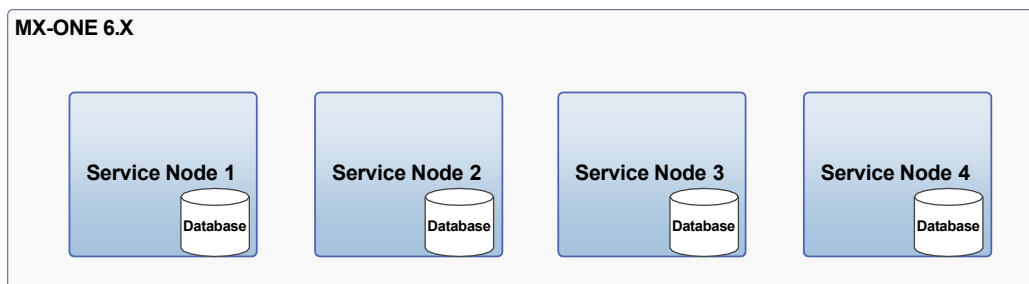 MX-ONE 6.X
Service Node 1
Service Node 2
Service Node 3
Service Node 4
Database
Database
Database
Database